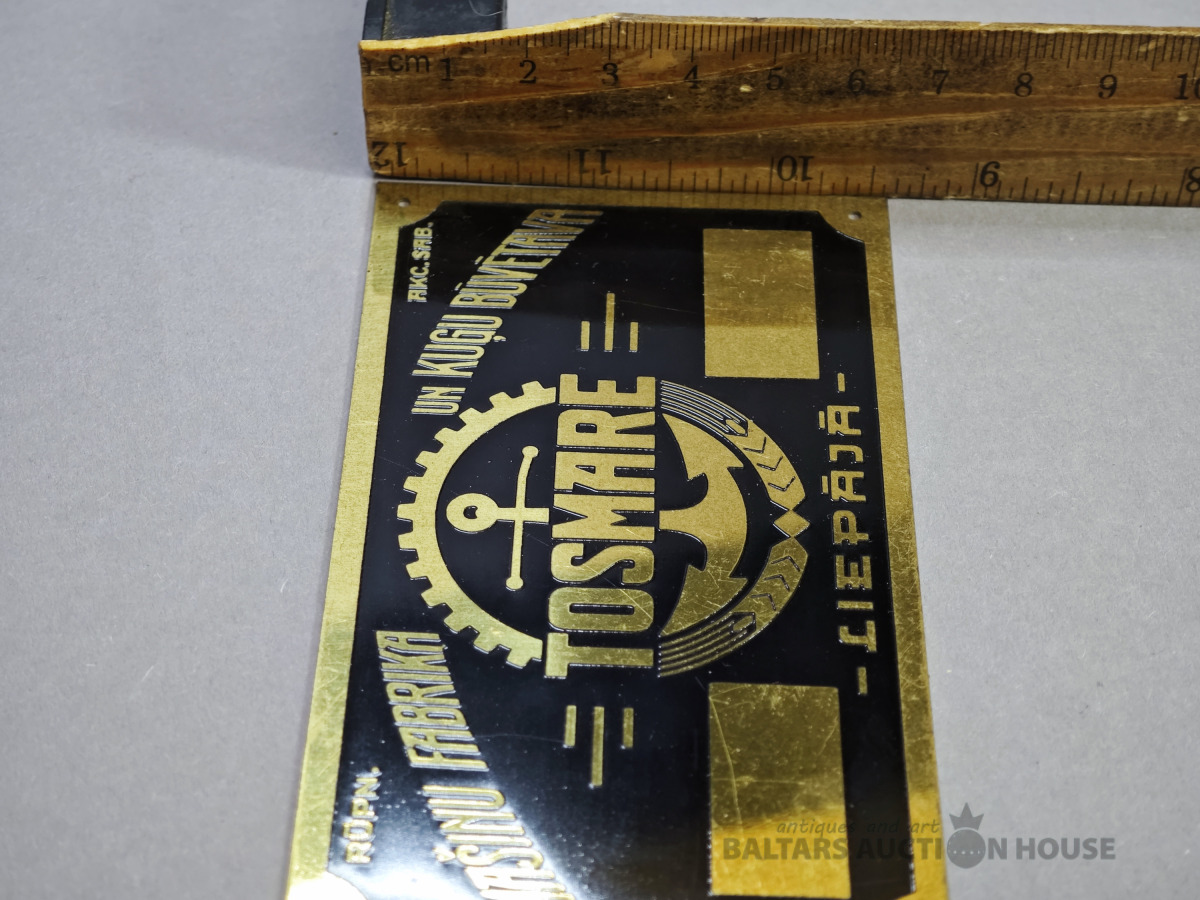 cm 1 2 3 4 5 6 7 8 9 10
12 11 10 9 8
RŪPN.
AKC. SAB.
MAŠINU FABRIKA
UN KUĢU BŪVĒTAVA
TOSMARE
- LIEPĀJĀ -
antiques and art
BALTARS AUCTION HOUSE